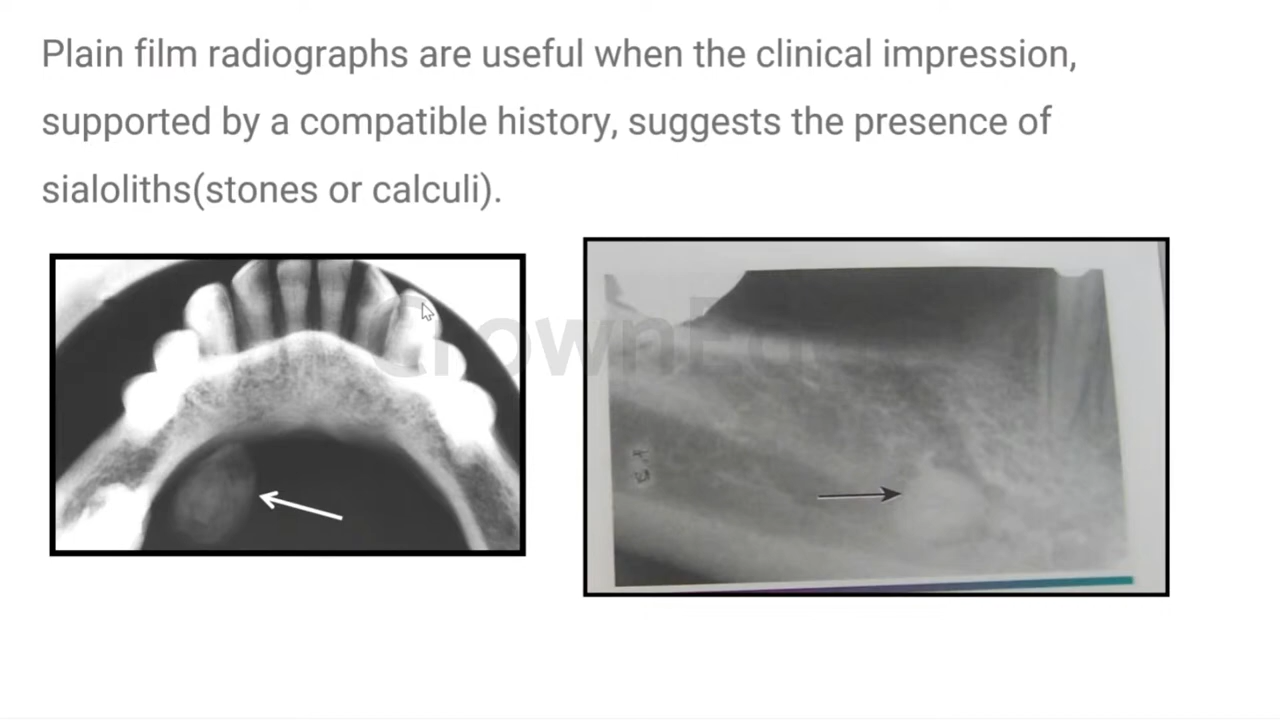 Plain film radiographs are useful when the clinical impression,
supported by a compatible history, suggests the presence of
sialoliths(stones or calculi).
CrownEd